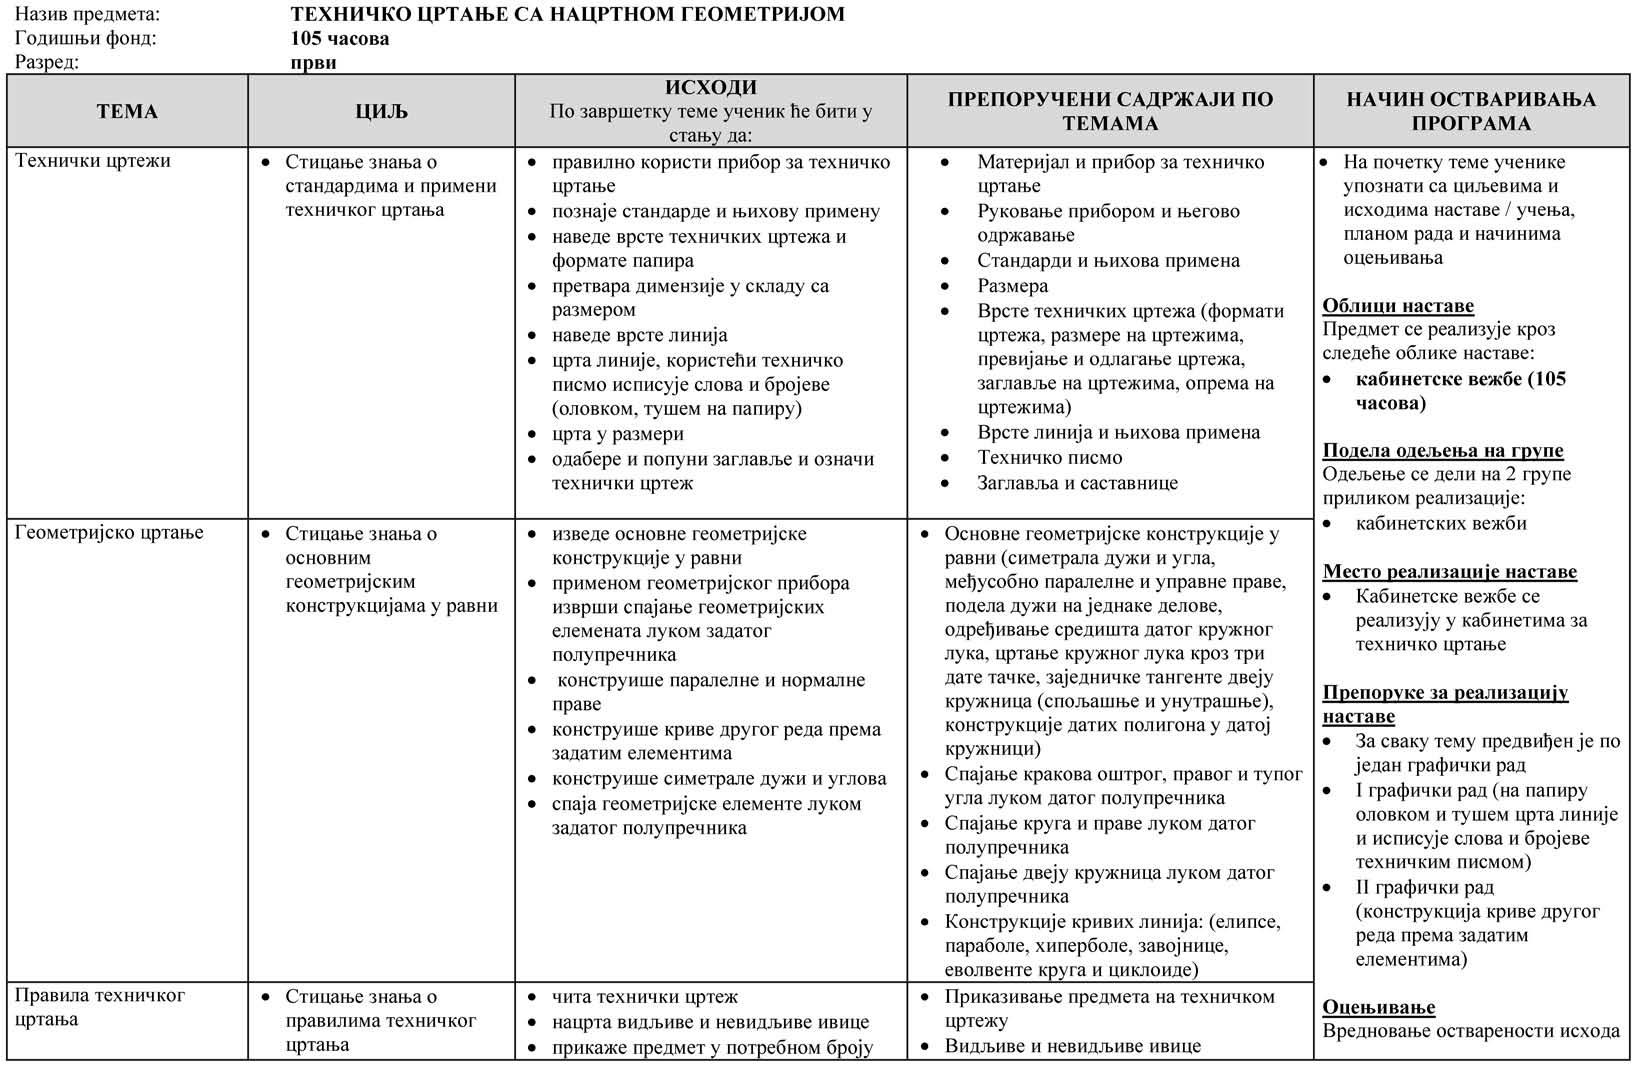 Назив предмета: ТЕХНИЧКО ЦРТАЊЕ СА НАЦРТНОМ ГЕОМЕТРИЈОМ
Годишњи фонд: 105 часова
Разред: први
ТЕМА
ЦИЉ
ИСХОДИ
По завршетку теме ученик ће бити у
стању да:
ПРЕПОРУЧЕНИ САДРЖАЈИ ПО
ТЕМАМА
НАЧИН ОСТВАРИВАЊА
ПРОГРАМА
Технички цртежи
• Стицање знања о
стандардима и примени
техничког цртања
• правилно користи прибор за техничко
цртање
• познаје стандарде и њихову примену
• наведе врсте техничких цртежа и
формате папира
• претвара димензије у складу са
размером
• наведе врсте линија
• црта линије, користећи техничко
писмо исписује слова и бројеве
(оловком, тушем на папиру)
• црта у размери
• одабере и попуни заглавље и означи
технички цртеж
• Материјал и прибор за техничко
цртање
• Руковање прибором и његово
одржавање
• Стандарди и њихова примена
• Размера
• Врсте техничких цртежа (формати
цртежа, размере на цртежима,
превијање и одлагање цртежа,
заглавље на цртежима, опрема на
цртежима)
• Врсте линија и њихова примена
• Техничко писмо
• Заглавља и саставнице
Геометријско цртање
• Стицање знања о
основним
геометријским
конструкцијама у равни
• изведе основне геометријске
конструкције у равни
• применом геометријског прибора
изврши спајање геометријских
елемената луком задатог
полупречника
• конструише паралелне и нормалне
праве
• конструише криве другог реда према
задатим елементима
• конструише симетрале дужи и углова
• спаја геометријске елементе луком
задатог полупречника
• Основне геометријске конструкције у
равни (симетрала дужи и угла,
међусобно паралелне и управне праве,
подела дужи на једнаке делове,
одређивање средишта датог кружног
лука, цртање кружног лука кроз три
дате тачке, заједничке тангенте двеју
кружница (спољашње и унутрашње),
конструкције датих полигона у датој
кружници)
• Спајање кракова оштрог, правог и тупог
угла луком датог полупречника
• Спајање круга и праве луком датог
полупречника
• Спајање двеју кружница луком датог
полупречника
• Конструкције кривих линија: (елипсе,
параболе, хиперболе, завојнице,
еволвенте круга и циклоиде)
Правила техничког
цртања
• Стицање знања о
правилима техничког
цртања
• чита технички цртеж
• нацрта видљиве и невидљиве ивице
• прикаже предмет у потребном броју
• Приказивање предмета на техничком
цртежу
• Видљиве и невидљиве ивице
• На почетку теме ученике
упознати са циљевима и
исходима наставе / учења,
планом рада и начинима
оцењивања
Облици наставе
Предмет се реализује кроз
следеће облике наставе:
• кабинетске вежбе (105
часова)
Подела одељења на групе
Одељење се дели на 2 групе
приликом реализације:
• кабинетских вежби
Место реализације наставе
• Кабинетске вежбе се
реализују у кабинетима за
техничко цртање
Препоруке за реализацију
наставе
• За сваку тему предвиђен је по
један графички рад
• I графички рад (на папиру
оловком и тушем црта линије
и исписује слова и бројеве
техничким писмом)
• II графички рад
(конструкција криве другог
реда према задатим
елементима)
Оцењивање
Вредновање остварености исхода